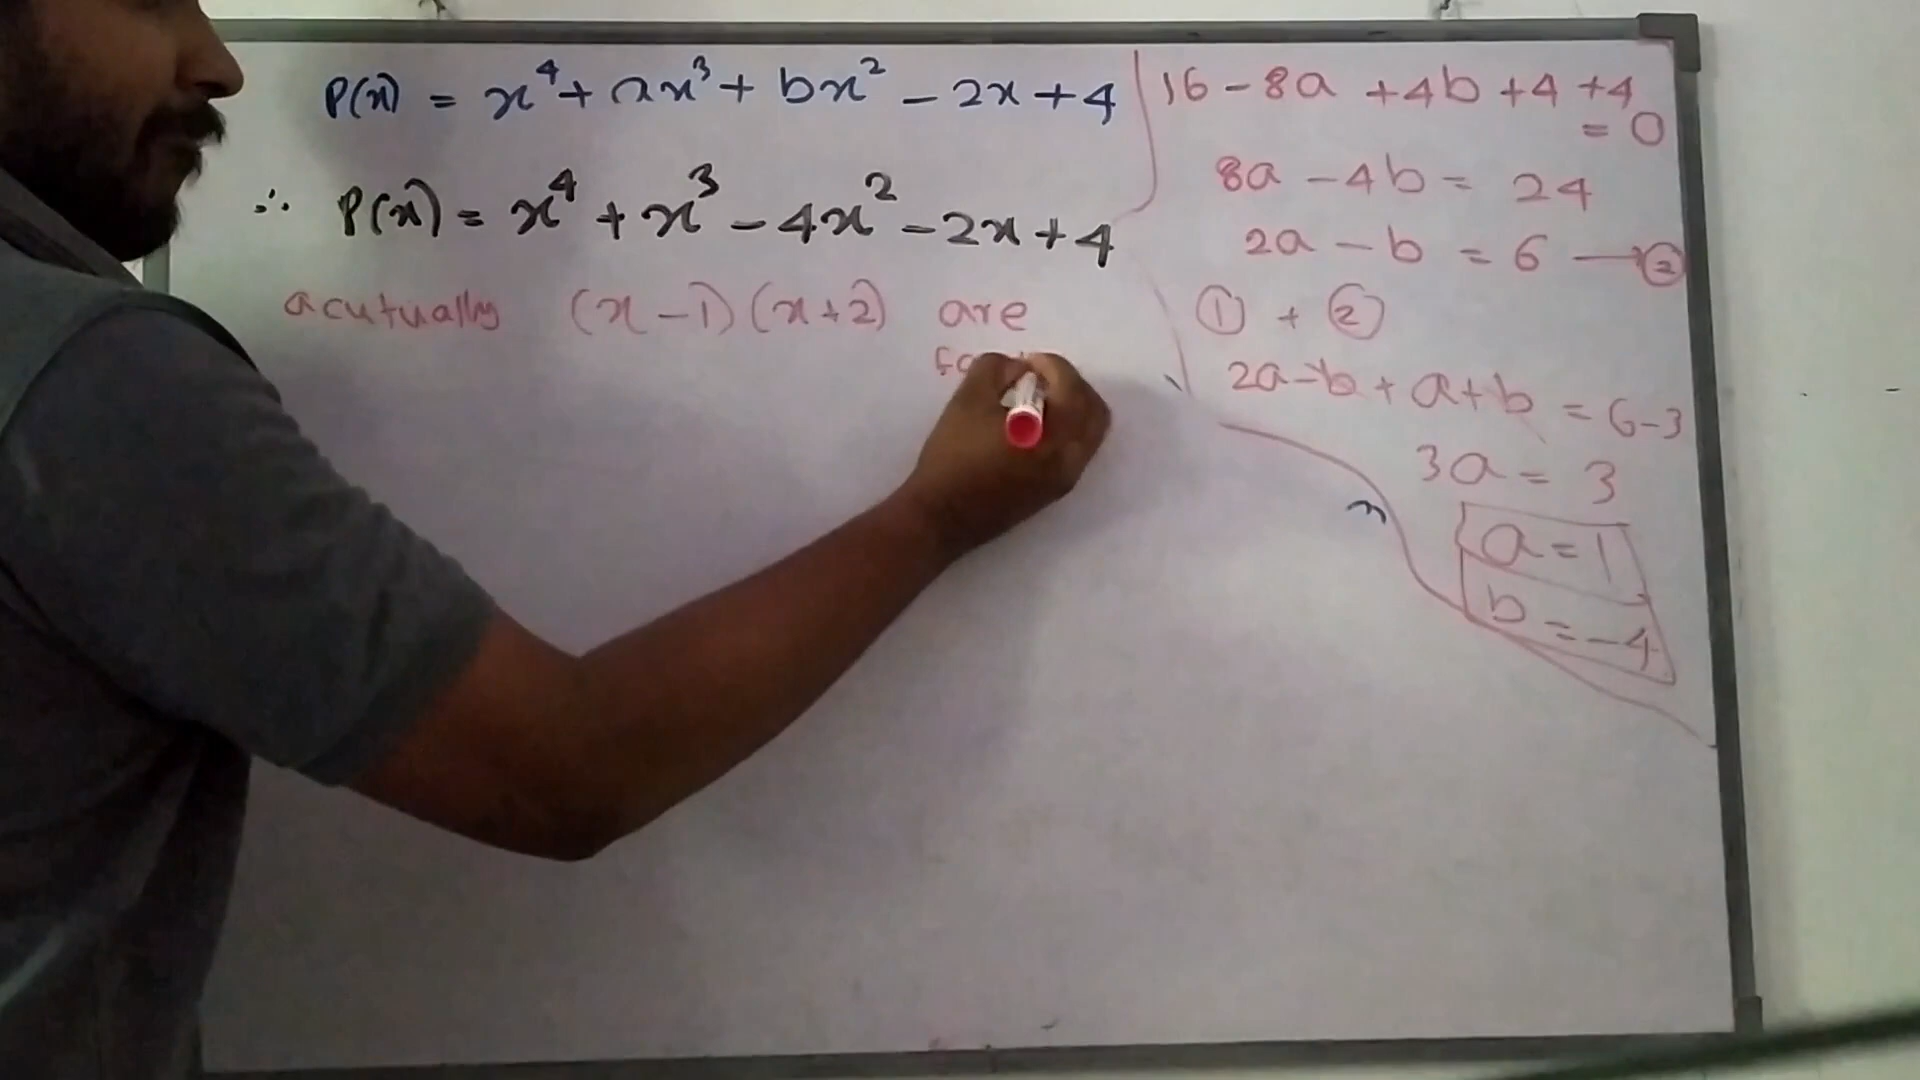 P(x) = x⁴ + ax³ + bx² - 2x + 4
∴ P(x) = x⁴ + x³ - 4x² - 2x + 4
acutually (x - 1) (x + 2) are
16 - 8a + 4b + 4 + 4
= 0
8a - 4b = 24
2a - b = 6 → ②
① + ②
2a - b + a + b = 6 - 3
3a = 3
a = 1
b = -4